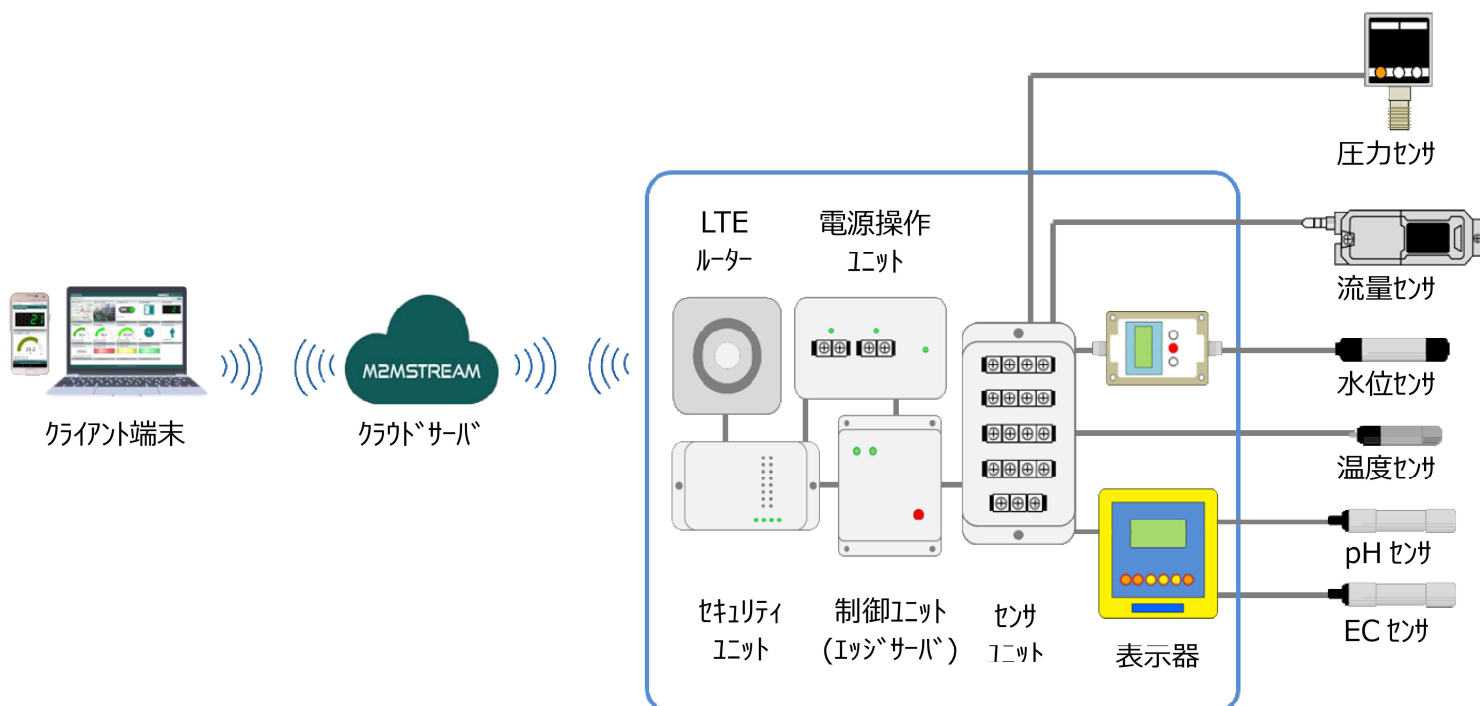 圧力ｾﾝｻ
LTE
ﾙｰﾀｰ
電源操作
ﾕﾆｯﾄ
流量ｾﾝｻ
M2MSTREAM
水位ｾﾝｻ
ｸﾗｲｱﾝﾄ端末
ｸﾗｳﾄﾞｻｰﾊﾞ
温度ｾﾝｻ
pH ｾﾝｻ
EC ｾﾝｻ
ｾｷｭﾘﾃｨ
ﾕﾆｯﾄ
制御ﾕﾆｯﾄ
(ｴｯｼﾞｻｰﾊﾞ)
ｾﾝｻ
ﾕﾆｯﾄ
表示器